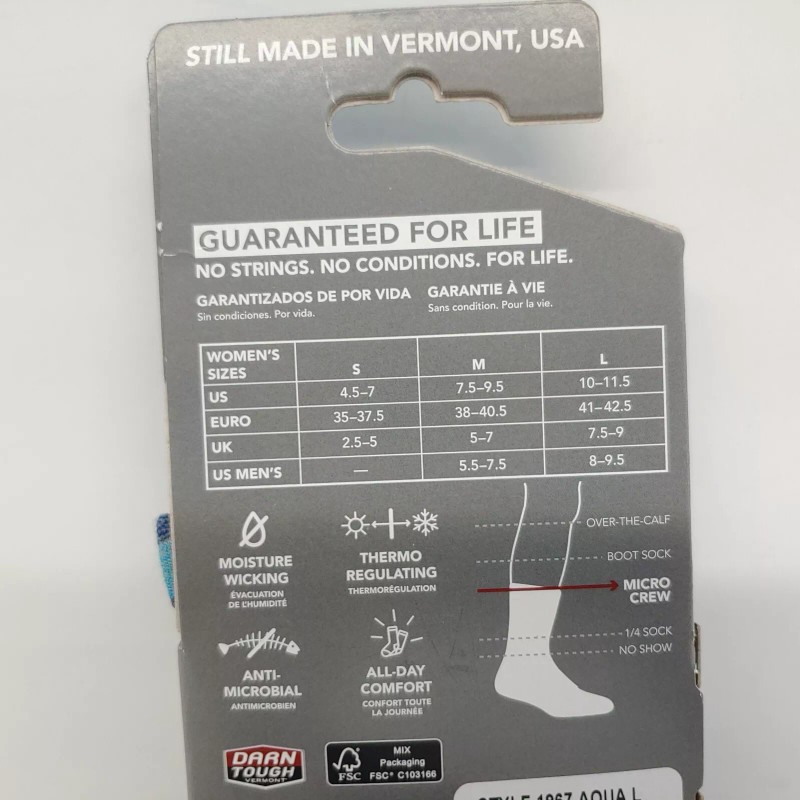 STILL MADE IN VERMONT, USA
GUARANTEED FOR LIFE
NO STRINGS. NO CONDITIONS. FOR LIFE.
GARANTIZADOS DE POR VIDA
Sin condiciones. Por vida.
GARANTIE À VIE
Sans condition. Pour la vie.
WOMEN'S SIZES S M L
US 4.5–7 7.5–9.5 10–11.5
EURO 35–37.5 38–40.5 41–42.5
UK 2.5–5 5–7 7.5–9
US MEN'S — 5.5–7.5 8–9.5
MOISTURE
WICKING
ÉVACUATION
DE L'HUMIDITÉ
THERMO
REGULATING
THERMORÉGULATION
ANTI-
MICROBIAL
ANTIMICROBIEN
ALL-DAY
COMFORT
CONFORT TOUTE
LA JOURNÉE
OVER-THE-CALF
BOOT SOCK
MICRO
CREW
1/4 SOCK
NO SHOW
DARN
TOUGH
VERMONT
FSC
MIX
Packaging
FSC® C103166
STYLE 1967 AQUA L